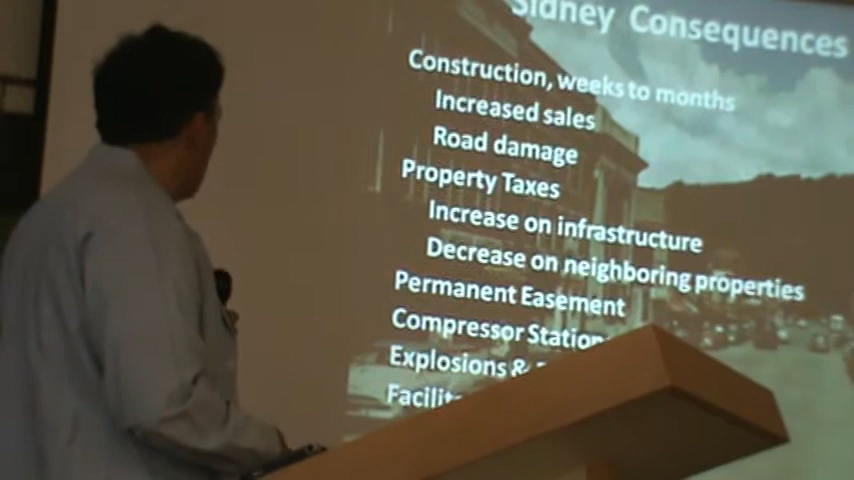 Sidney Consequences
Construction, weeks to months
Increased sales
Road damage
Property Taxes
Increase on infrastructure
Decrease on neighboring properties
Permanent Easement
Compressor Station
Explosions &